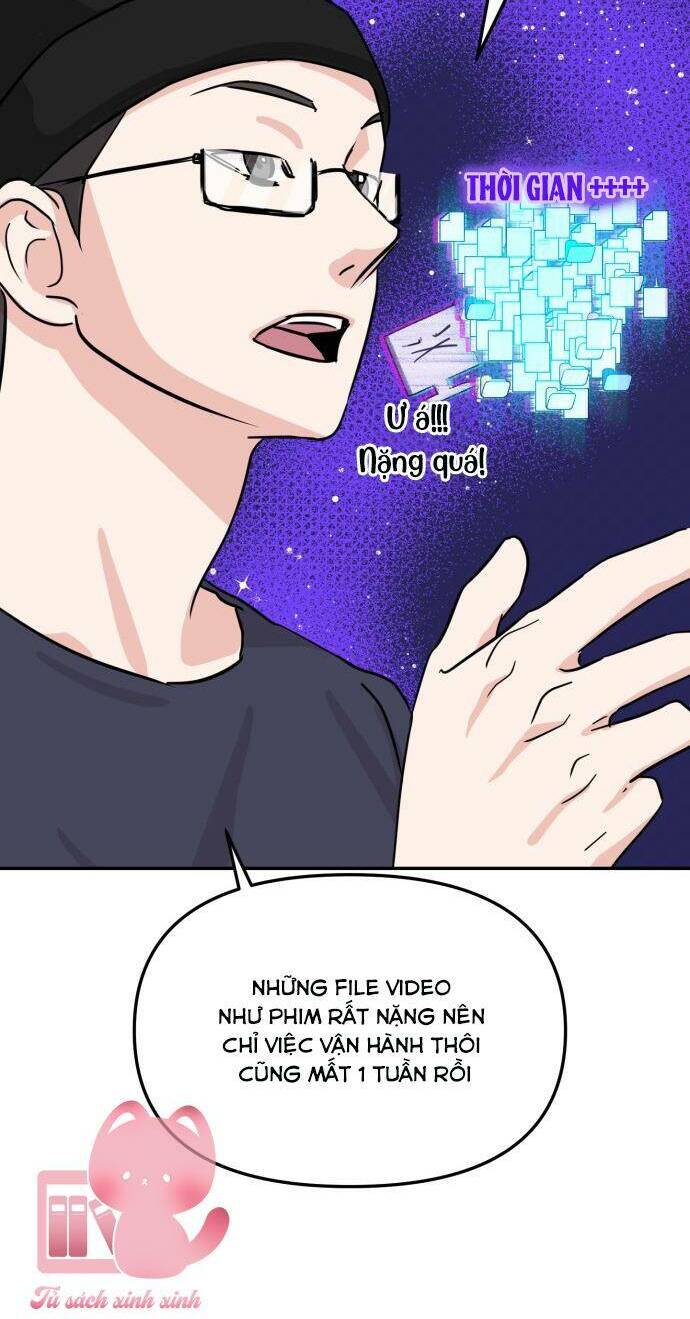 THỜI GIAN ++++
Ư á!!!
Nặng quá!
NHỮNG FILE VIDEO
NHƯ PHIM RẤT NẶNG NÊN
CHỈ VIỆC VẬN HÀNH THÔI
CŨNG MẤT 1 TUẦN RỒI
Tủ sách xinh xinh